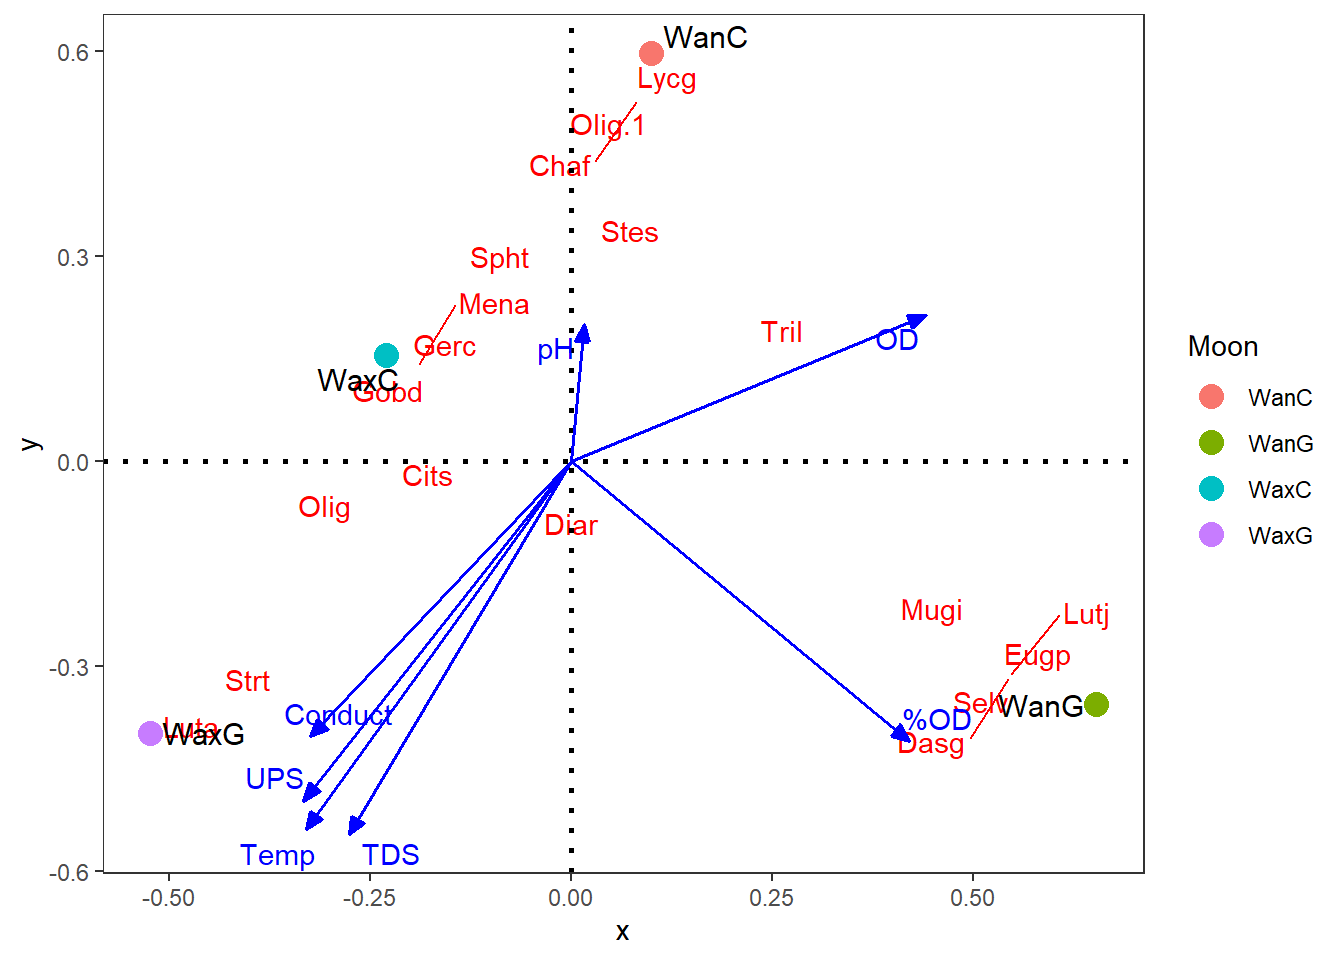 WanC
0.6
Lycg
Olig.1
Chaf
Stes
0.3
Spht
Mena
Tril
OD
pH
Gerc
WaxC
Gobd
y
0.0
Cits
Olig
Diar
Mugi
Lutj
Eugp
-0.3
Strt
Selv
WanG
Conduct
%OD
Luta
WaxG
Dasg
UPS
Temp
TDS
-0.6
-0.50
-0.25
0.00
0.25
0.50
x
Moon
WanC
WanG
WaxC
WaxG